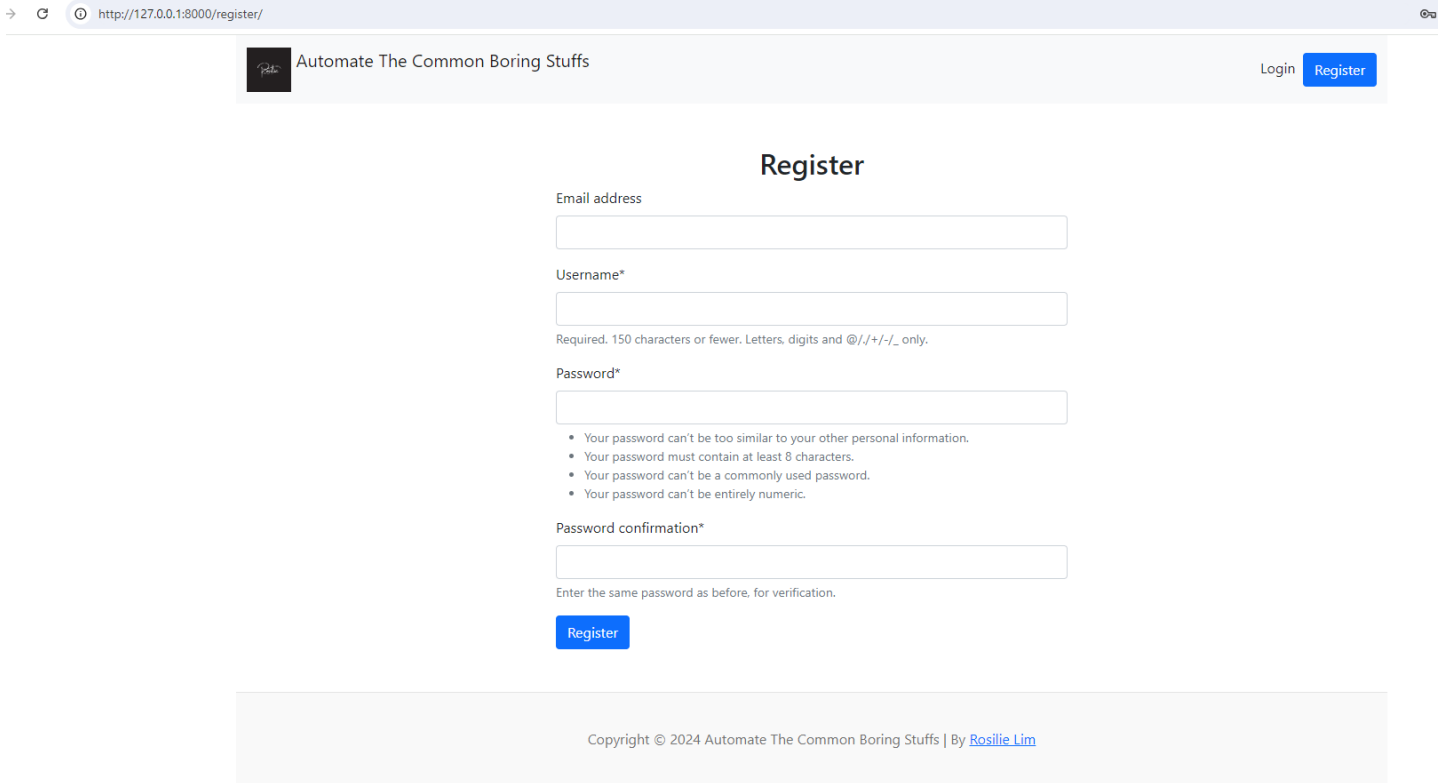 http://127.0.0.1:8000/register/
Automate The Common Boring Stuffs
Login Register
Register
Email address
Username*
Required. 150 characters or fewer. Letters, digits and @/./+/-/_ only.
Password*
Your password can't be too similar to your other personal information.
Your password must contain at least 8 characters.
Your password can't be a commonly used password.
Your password can't be entirely numeric.
Password confirmation*
Enter the same password as before, for verification.
Register
Copyright © 2024 Automate The Common Boring Stuffs | By Rosilie Lim